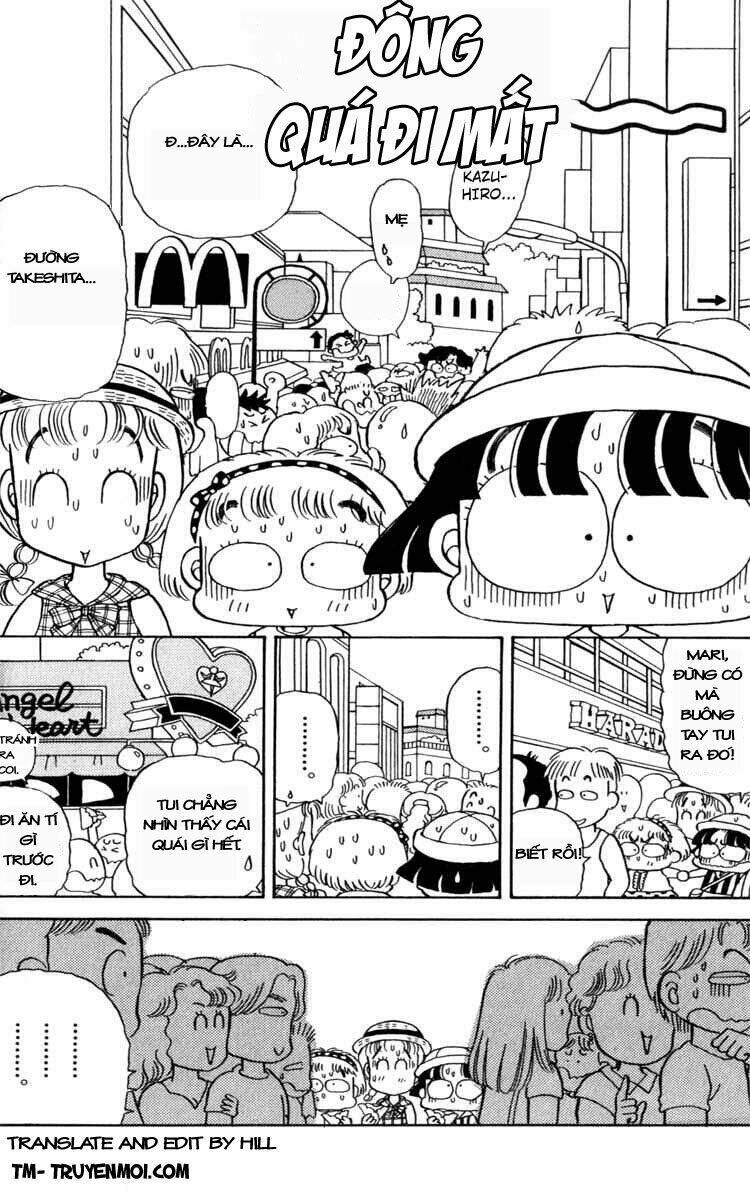 ĐÔNG
QUÁ ĐI MẤT
Đ...ĐÂY LÀ...
KAZU-
HIRO...
MẸ
ĐƯỜNG
TAKESHITA...
MARI,
ĐỪNG CÓ
MÀ
BUÔNG
TAY TUI
RA ĐÓ!
HARAD
BIẾT RỒI!
Angel
Heart
TRÁNH
RA
COI.
TUI CHẲNG
NHÌN THẤY CÁI
QUÁI GÌ HẾT.
ĐI ĂN TÍ
GÌ
TRƯỚC
ĐI.
TRANSLATE AND EDIT BY HILL
TM- TRUYENMOI.COM